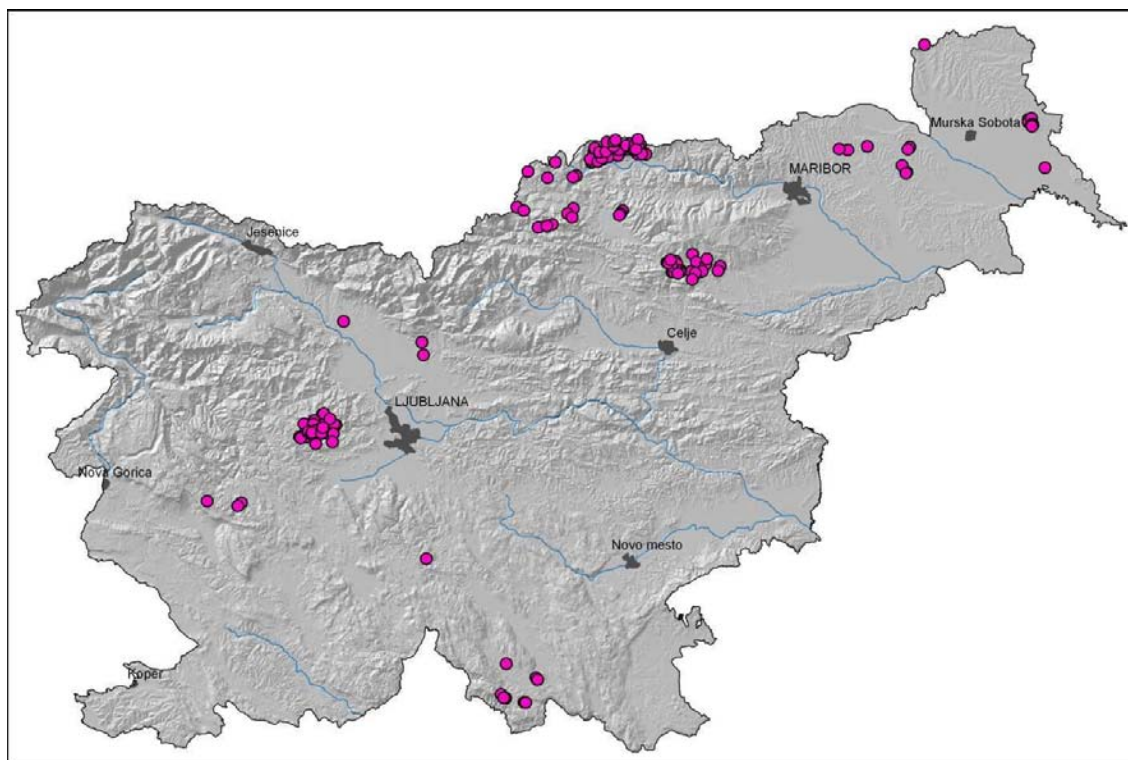 Murska Sobota
MARIBOR
Jesenice
Celje
LJUBLJANA
Nova Gorica
Novo mesto
Koper